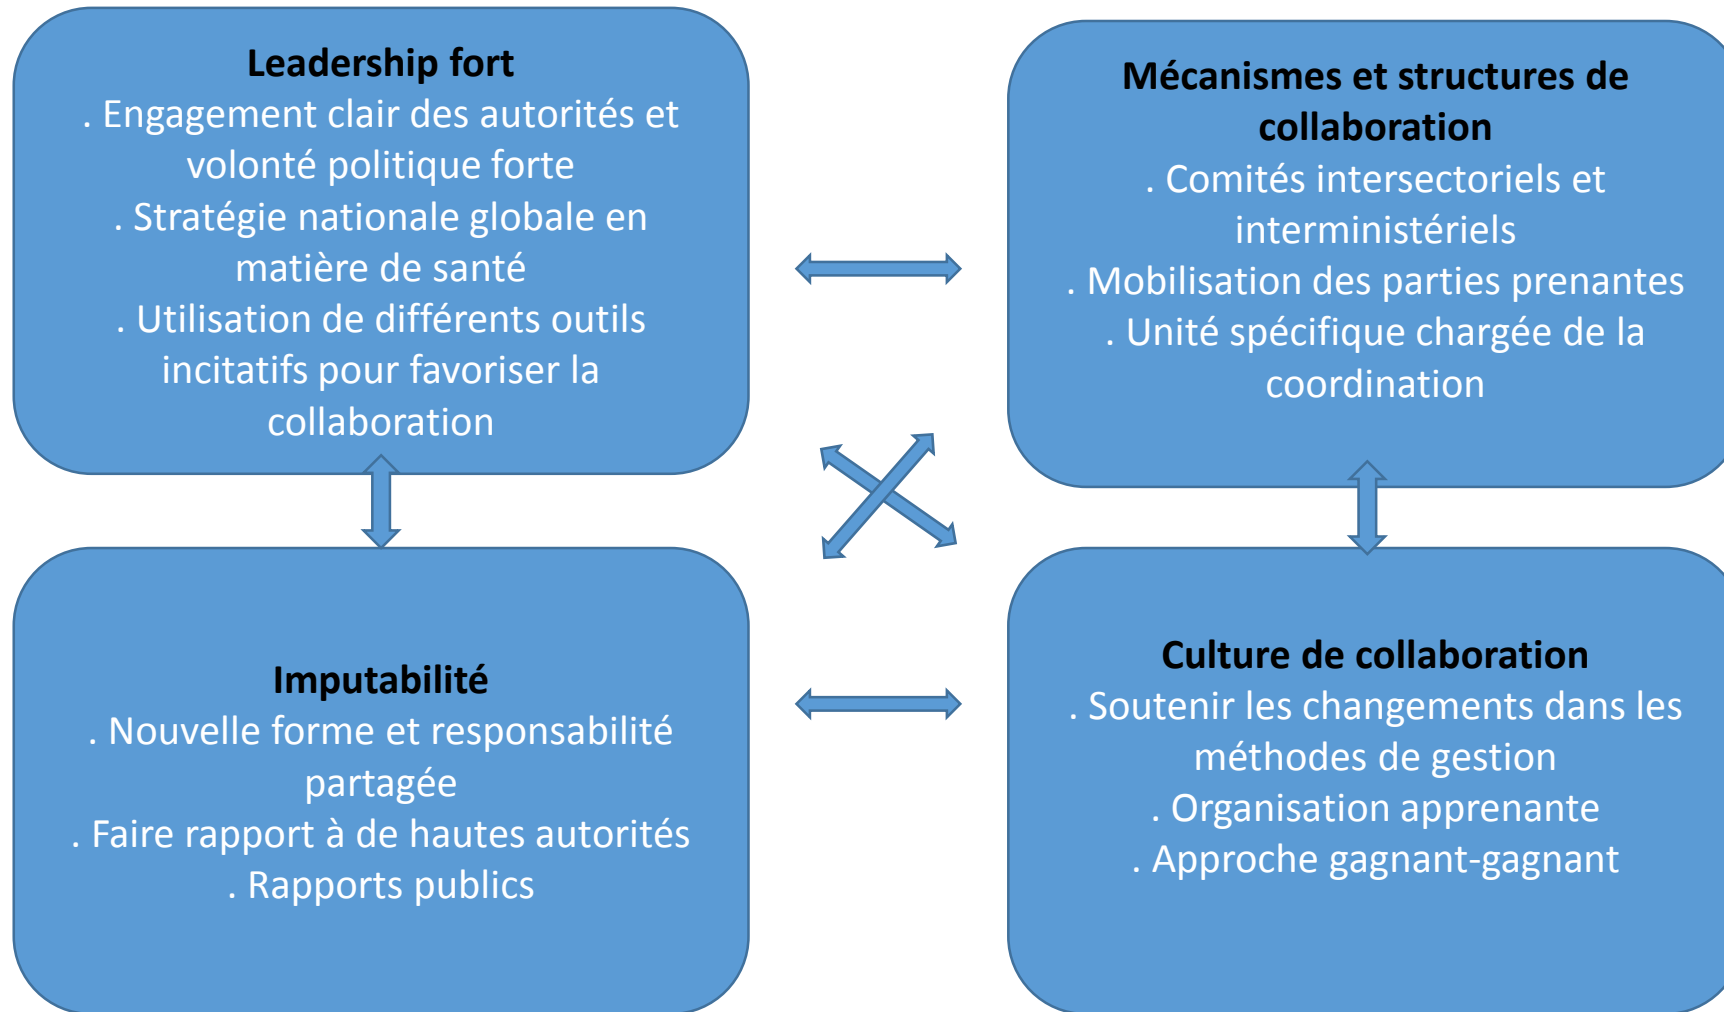 Leadership fort
. Engagement clair des autorités et
volonté politique forte
. Stratégie nationale globale en
matière de santé
. Utilisation de différents outils
incitatifs pour favoriser la
collaboration
Mécanismes et structures de
collaboration
. Comités intersectoriels et
interministériels
. Mobilisation des parties prenantes
. Unité spécifique chargée de la
coordination
Imputabilité
. Nouvelle forme et responsabilité
partagée
. Faire rapport à de hautes autorités
. Rapports publics
Culture de collaboration
. Soutenir les changements dans les
méthodes de gestion
. Organisation apprenante
. Approche gagnant-gagnant